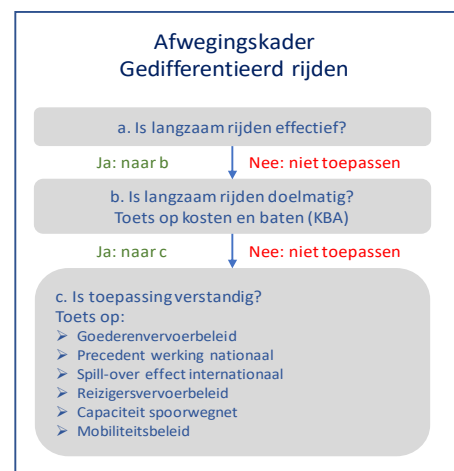 Afwegingskader
Gedifferentieerd rijden
a. Is langzaam rijden effectief?
Ja: naar b Nee: niet toepassen
b. Is langzaam rijden doelmatig?
Toets op kosten en baten (KBA)
Ja: naar c Nee: niet toepassen
c. Is toepassing verstandig?
Toets op:
➢ Goederenvervoerbeleid
➢ Precedent werking nationaal
➢ Spill-over effect internationaal
➢ Reizigersvervoerbeleid
➢ Capaciteit spoorwegnet
➢ Mobiliteitsbeleid